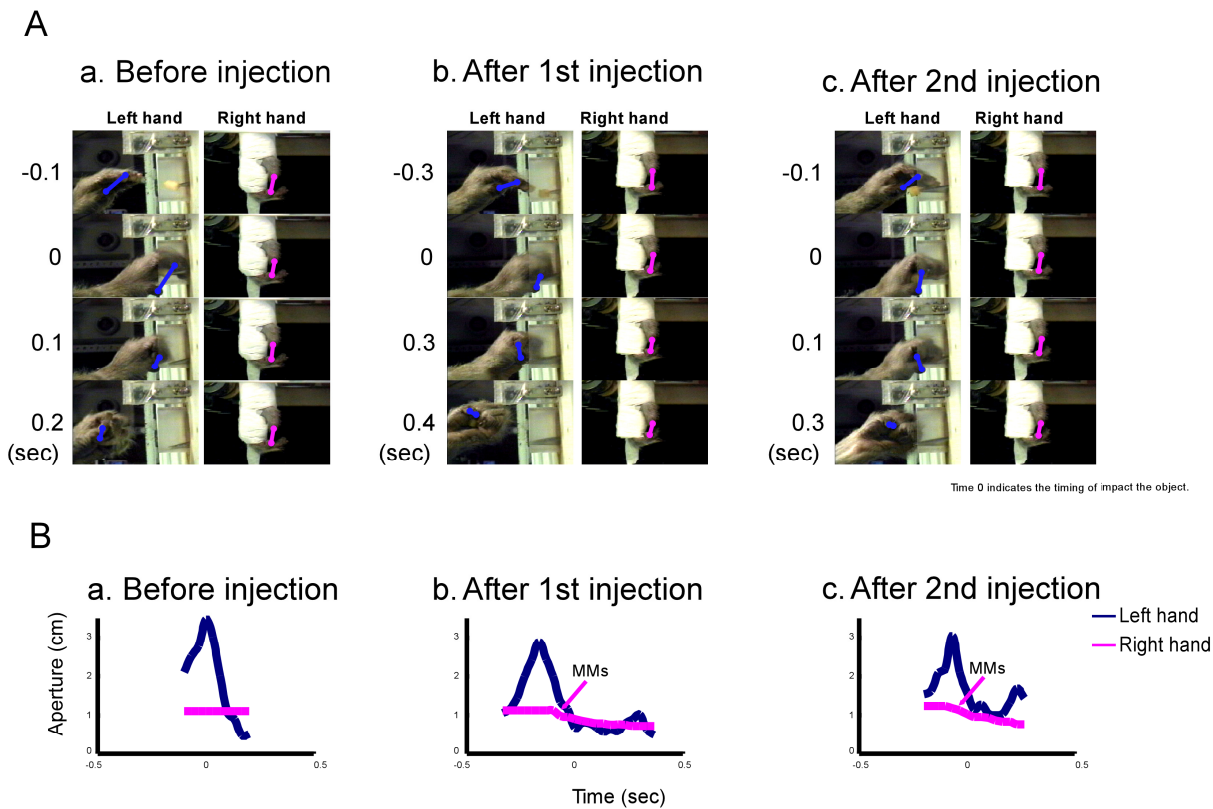 A
a. Before injection
b. After 1st injection
c. After 2nd injection
Left hand Right hand
Left hand Right hand
Left hand Right hand
-0.1
0
0.1
0.2
(sec)
-0.3
0
0.3
0.4
(sec)
-0.1
0
0.1
0.3
(sec)
Time 0 indicates the timing of impact the object.
B
a. Before injection
b. After 1st injection
c. After 2nd injection
Aperture (cm)
3
2
1
0
-0.5 0 0.5
3
2
1
0
-0.5 0 0.5
MMs
3
2
1
0
-0.5 0 0.5
MMs
Left hand
Right hand
Time (sec)